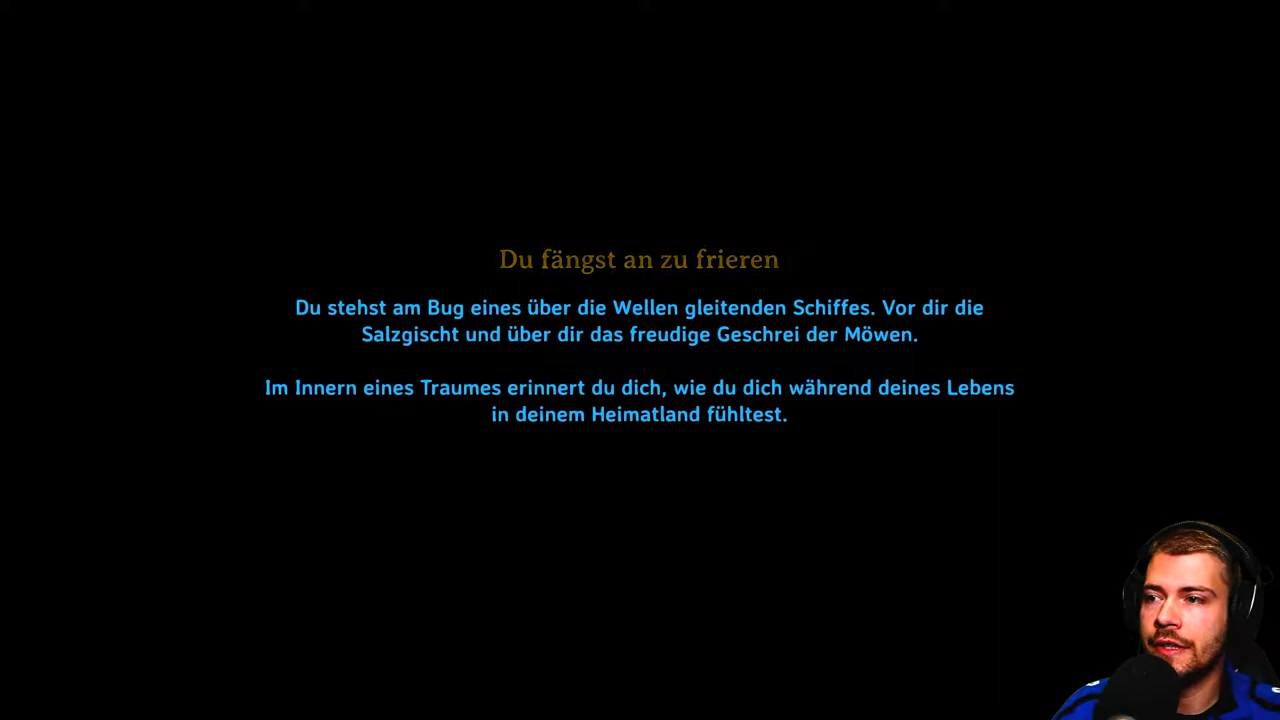 Du fängst an zu frieren
Du stehst am Bug eines über die Wellen gleitenden Schiffes. Vor dir die
Salzgischt und über dir das freudige Geschrei der Möwen.
Im Innern eines Traumes erinnert du dich, wie du dich während deines Lebens
in deinem Heimatland fühltest.